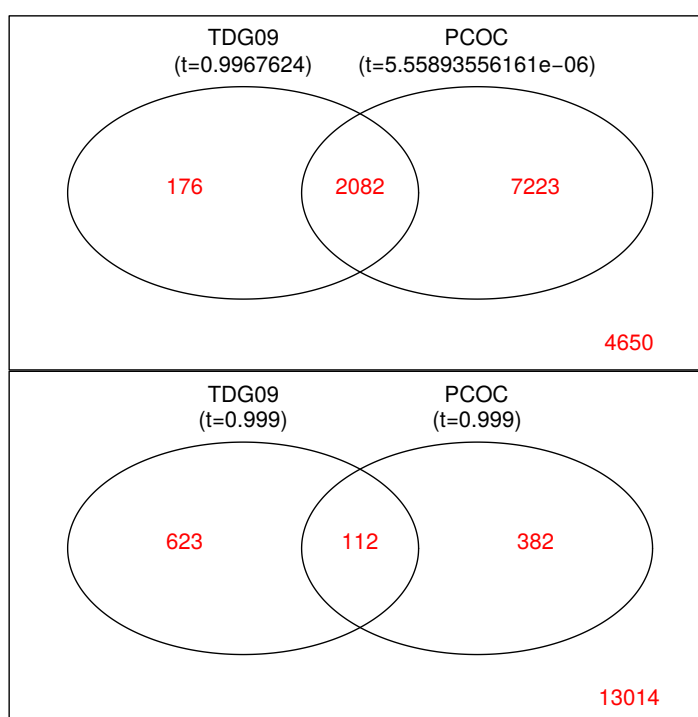 TDG09 PCOC
(t=0.9967624) (t=5.55893556161e−06)
176 2082 7223
4650
TDG09 PCOC
(t=0.999) (t=0.999)
623 112 382
13014